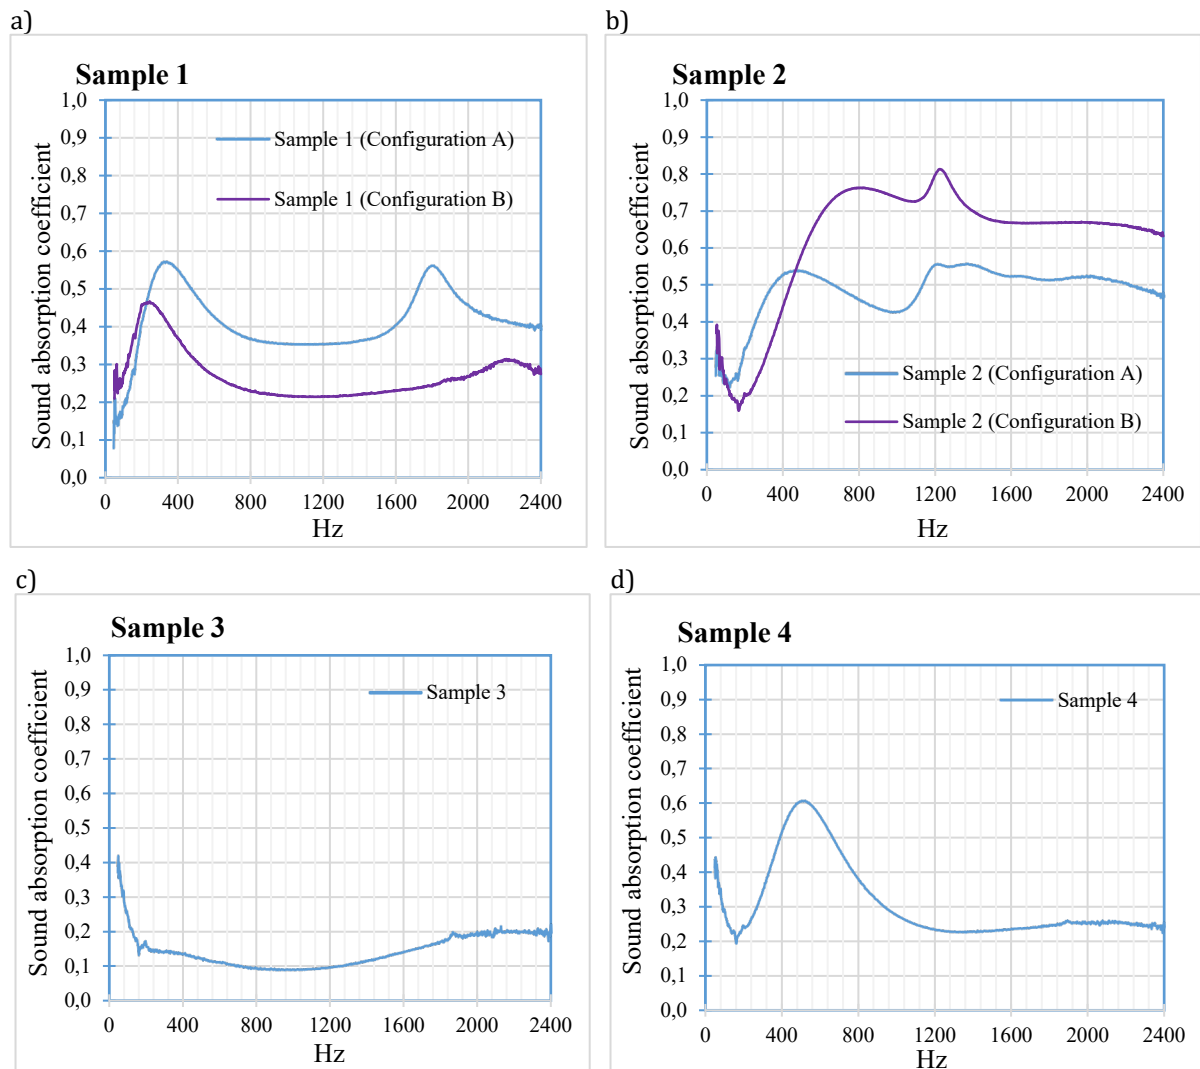 a)
Sample 1
1,0
0,9
0,8
0,7
0,6
0,5
0,4
0,3
0,2
0,1
0,0
Sound absorption coefficient
Sample 1 (Configuration A)
Sample 1 (Configuration B)
0 400 800 1200 1600 2000 2400
Hz
b)
Sample 2
1,0
0,9
0,8
0,7
0,6
0,5
0,4
0,3
0,2
0,1
0,0
Sound absorption coefficient
Sample 2 (Configuration A)
Sample 2 (Configuration B)
0 400 800 1200 1600 2000 2400
Hz
c)
Sample 3
1,0
0,9
0,8
0,7
0,6
0,5
0,4
0,3
0,2
0,1
0,0
Sound absorption coefficient
Sample 3
0 400 800 1200 1600 2000 2400
Hz
d)
Sample 4
1,0
0,9
0,8
0,7
0,6
0,5
0,4
0,3
0,2
0,1
0,0
Sound absorption coefficient
Sample 4
0 400 800 1200 1600 2000 2400
Hz